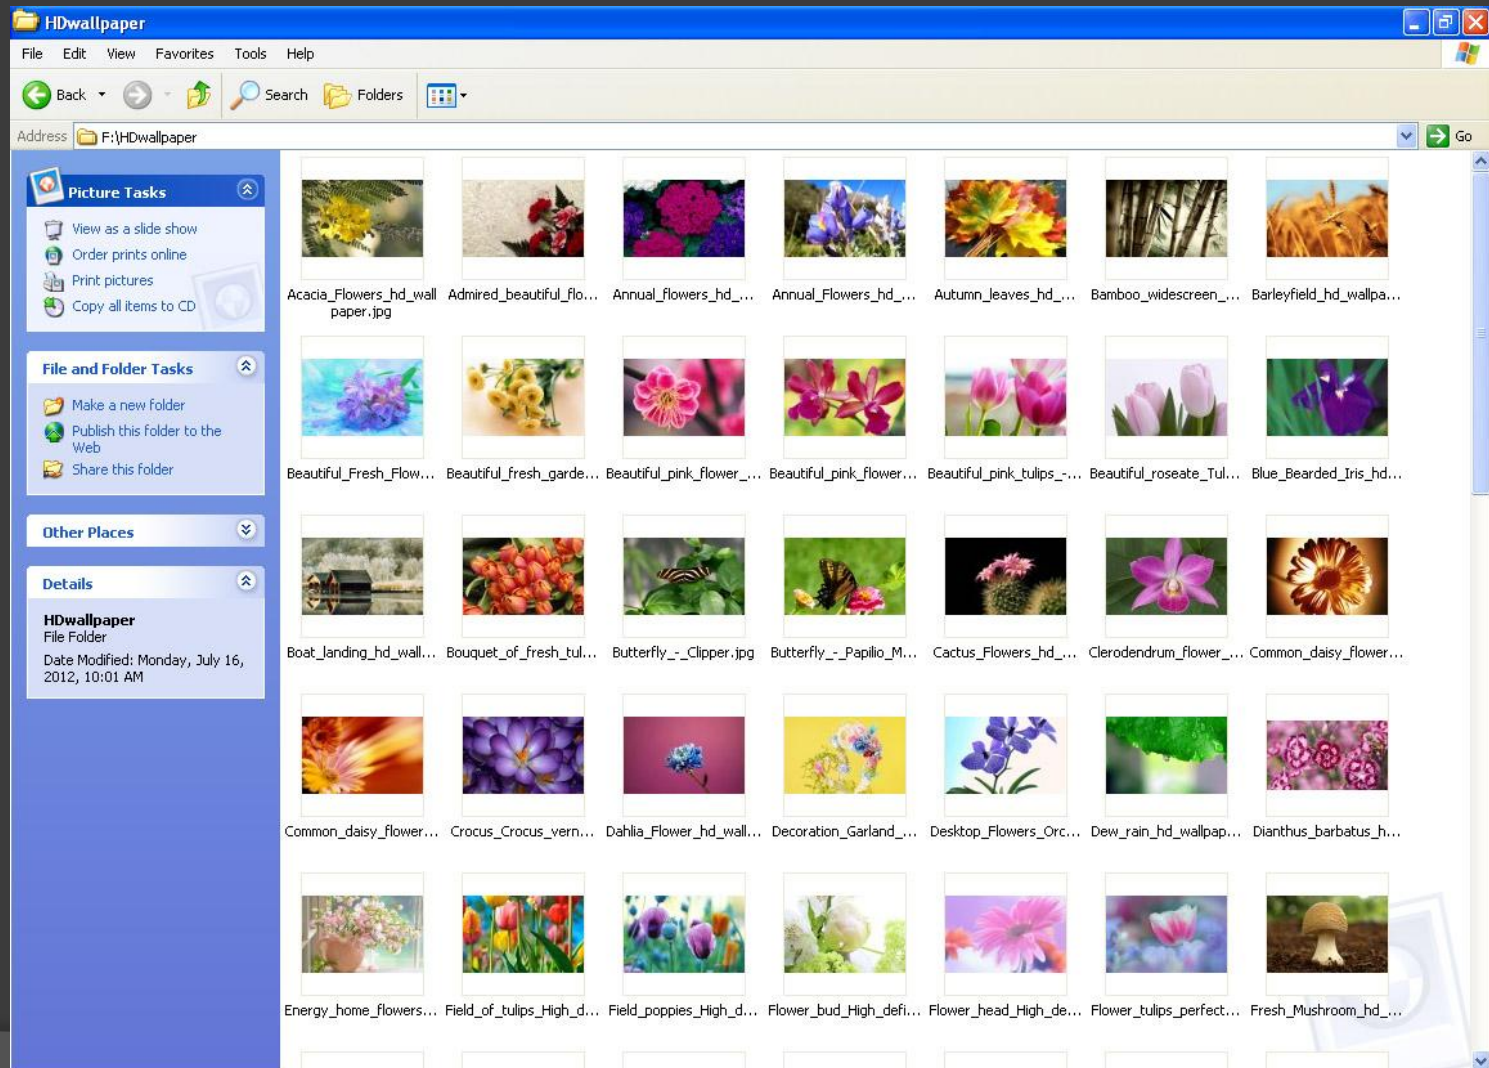 HDwallpaper
File Edit View Favorites Tools Help
Back Search Folders
Address F:\HDwallpaper Go
Picture Tasks
View as a slide show
Order prints online
Print pictures
Copy all items to CD
File and Folder Tasks
Make a new folder
Publish this folder to the
Web
Share this folder
Other Places
Details
HDwallpaper
File Folder
Date Modified: Monday, July 16,
2012, 10:01 AM
Acacia_Flowers_hd_wall Admired_beautiful_flo... Annual_flowers_hd_... Annual_Flowers_hd_... Autumn_leaves_hd_... Bamboo_widescreen_... Barleyfield_hd_wallpa...
paper.jpg
Beautiful_Fresh_Flow... Beautiful_fresh_garde... Beautiful_pink_flower_... Beautiful_pink_flower... Beautiful_pink_tulips_-... Beautiful_roseate_Tul... Blue_Bearded_Iris_hd...
Boat_landing_hd_wall... Bouquet_of_fresh_tul... Butterfly_-_Clipper.jpg Butterfly_-_Papilio_M... Cactus_Flowers_hd_... Clerodendrum_flower_... Common_daisy_flower...
Common_daisy_flower... Crocus_Crocus_vern... Dahlia_Flower_hd_wall... Decoration_Garland_... Desktop_Flowers_Orc... Dew_rain_hd_wallpap... Dianthus_barbatus_h...
Energy_home_flowers... Field_of_tulips_High_d... Field_poppies_High_d... Flower_bud_High_defi... Flower_head_High_de... Flower_tulips_perfect... Fresh_Mushroom_hd_...